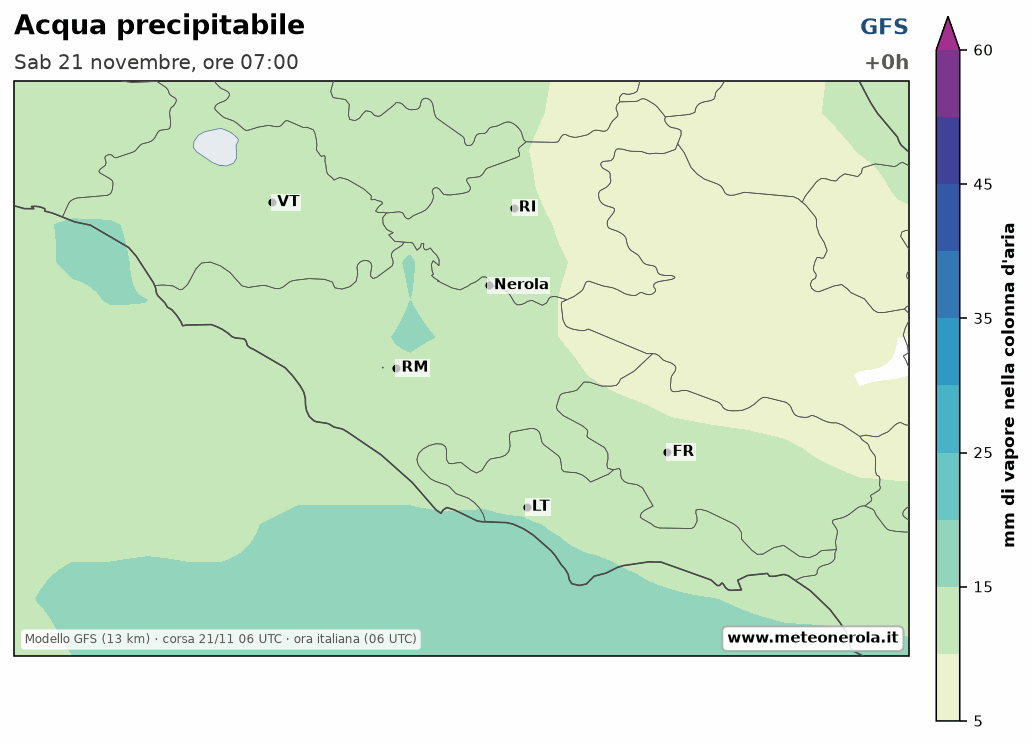 Acqua precipitabile
GFS
Sab 21 novembre, ore 07:00
+0h
VT
RI
Nerola
RM
FR
LT
Modello GFS (13 km) · corsa 21/11 06 UTC · ora italiana (06 UTC)
www.meteonerola.it
60
45
35
25
15
5
mm di vapore nella colonna d'aria